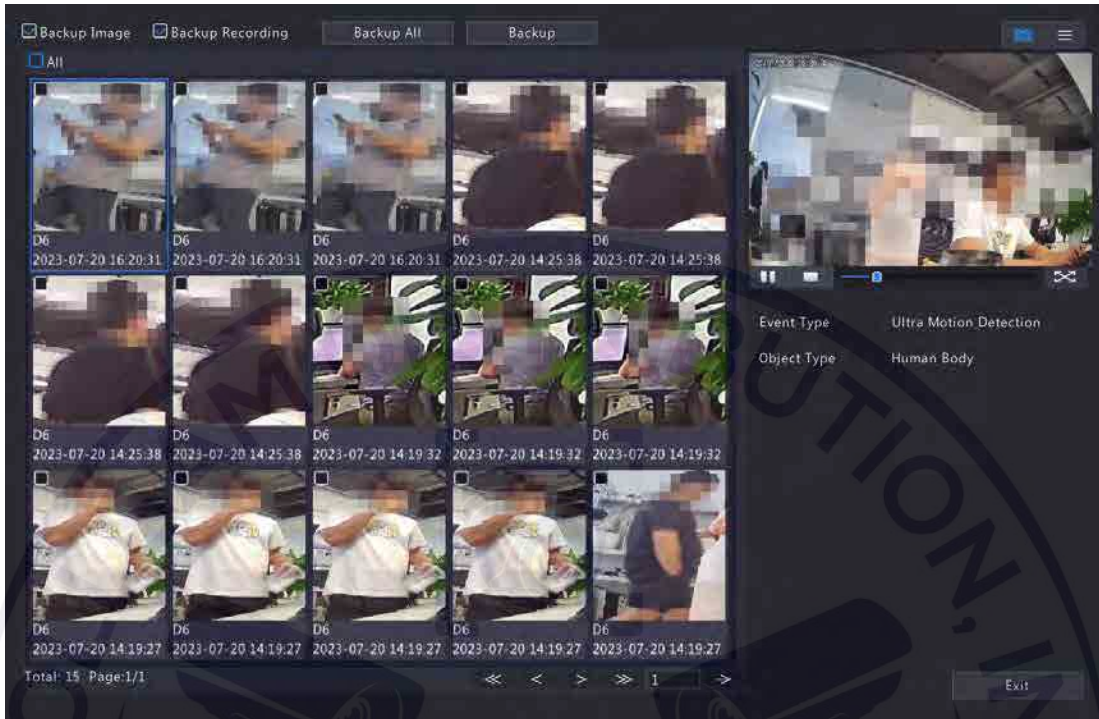 Backup Image Backup Recording Backup All Backup
All
D6 D6 D6 D6 D6
2023-07-20 16:20:31 2023-07-20 16:20:31 2023-07-20 16:20:31 2023-07-20 14:25:38 2023-07-20 14:25:38
Event Type Ultra Motion Detection
Object Type Human Body
D6 D6 D6 D6 D6
2023-07-20 14:25:38 2023-07-20 14:25:38 2023-07-20 14:19:32 2023-07-20 14:19:32 2023-07-20 14:19:32
D6 D6 D6 D6 D6
2023-07-20 14:19:27 2023-07-20 14:19:27 2023-07-20 14:19:27 2023-07-20 14:19:27 2023-07-20 14:19:27
Total: 15 Page:1/1 ≪ < > ≫ 1 →
Exit